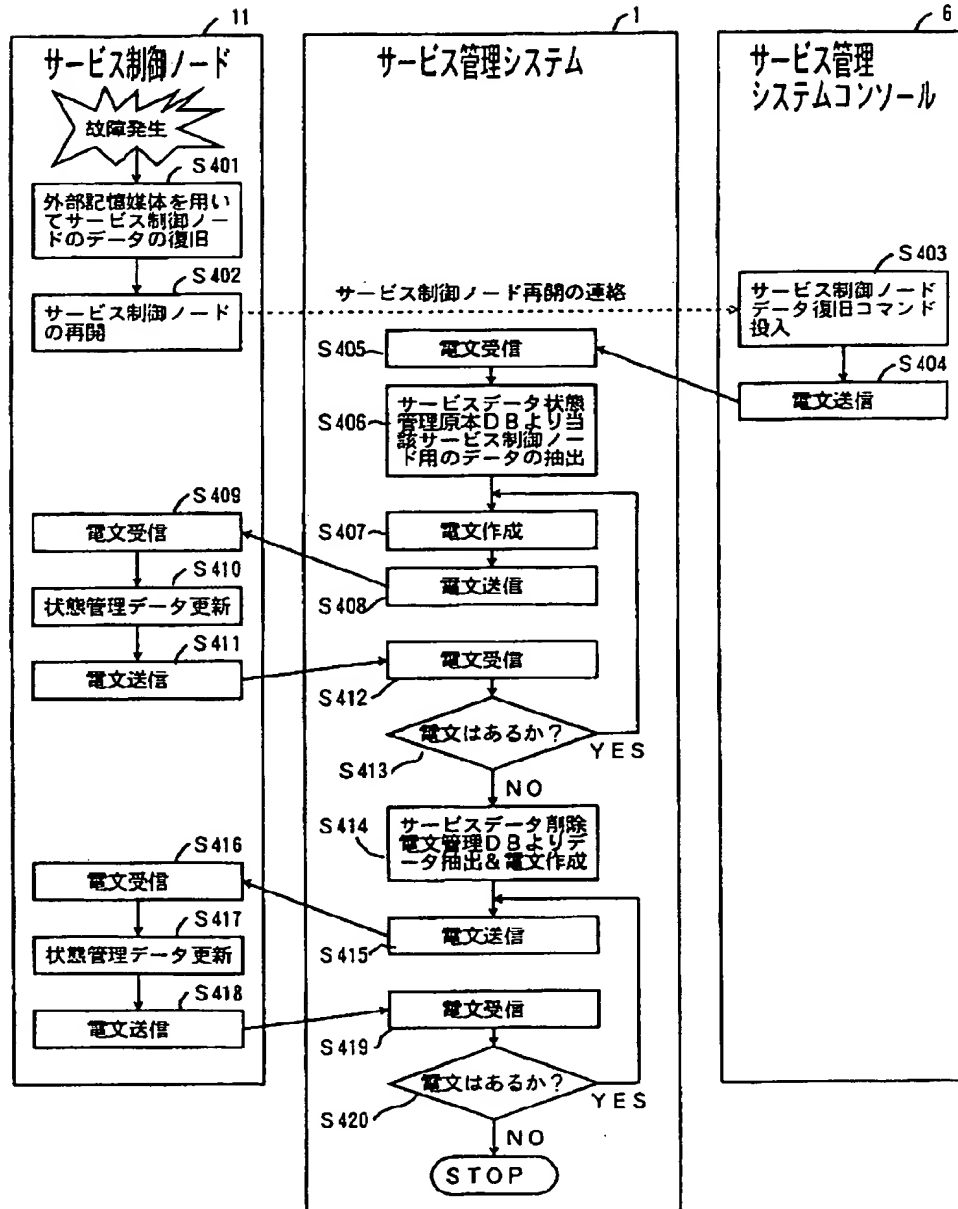 11
サービス制御ノード
故障発生
S401
外部記憶媒体を用い
てサービス制御ノー
ドのデータの復旧
S402
サービス制御ノード
の再開
サービス制御ノード再開の連絡
S409
電文受信
S410
状態管理データ更新
S411
電文送信
S416
電文受信
S417
状態管理データ更新
S418
電文送信
1
サービス管理システム
S405
電文受信
S406
サービスデータ状態
管理原本DBより当
該サービス制御ノー
ド用のデータの抽出
S407
電文作成
S408
電文送信
S412
電文受信
S413
電文はあるか?
YES
NO
S414
サービスデータ削除
電文管理DBよりデ
ータ抽出&電文作成
S415
電文送信
S419
電文受信
S420
電文はあるか?
YES
NO
STOP
6
サービス管理
システムコンソール
S403
サービス制御ノード
データ復旧コマンド
投入
S404
電文送信